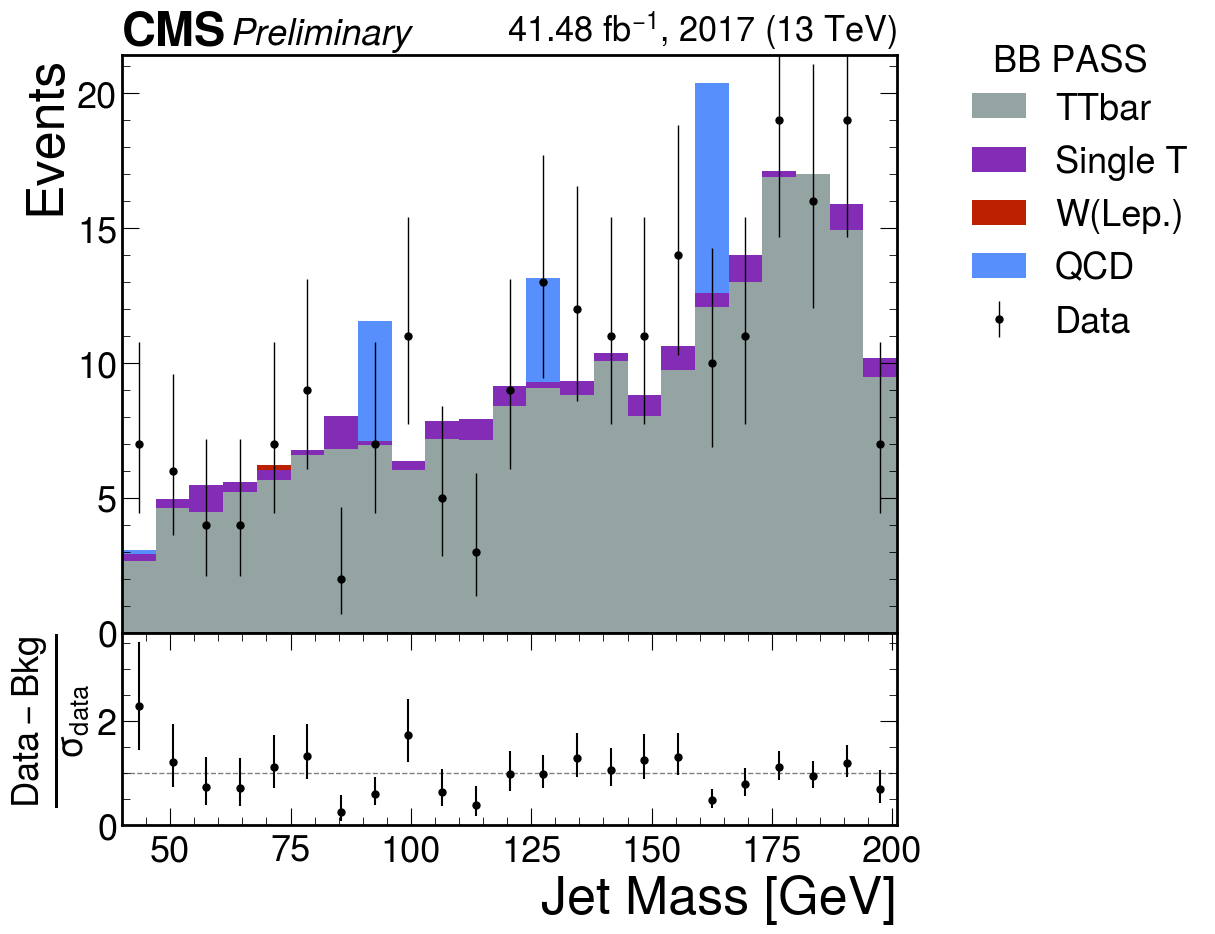 CMS Preliminary 41.48 fb⁻¹, 2017 (13 TeV)
Events
20
15
10
5
0
BB PASS
TTbar
Single T
W(Lep.)
QCD
Data
Data − Bkg
σdata
2
0
50 75 100 125 150 175 200
Jet Mass [GeV]